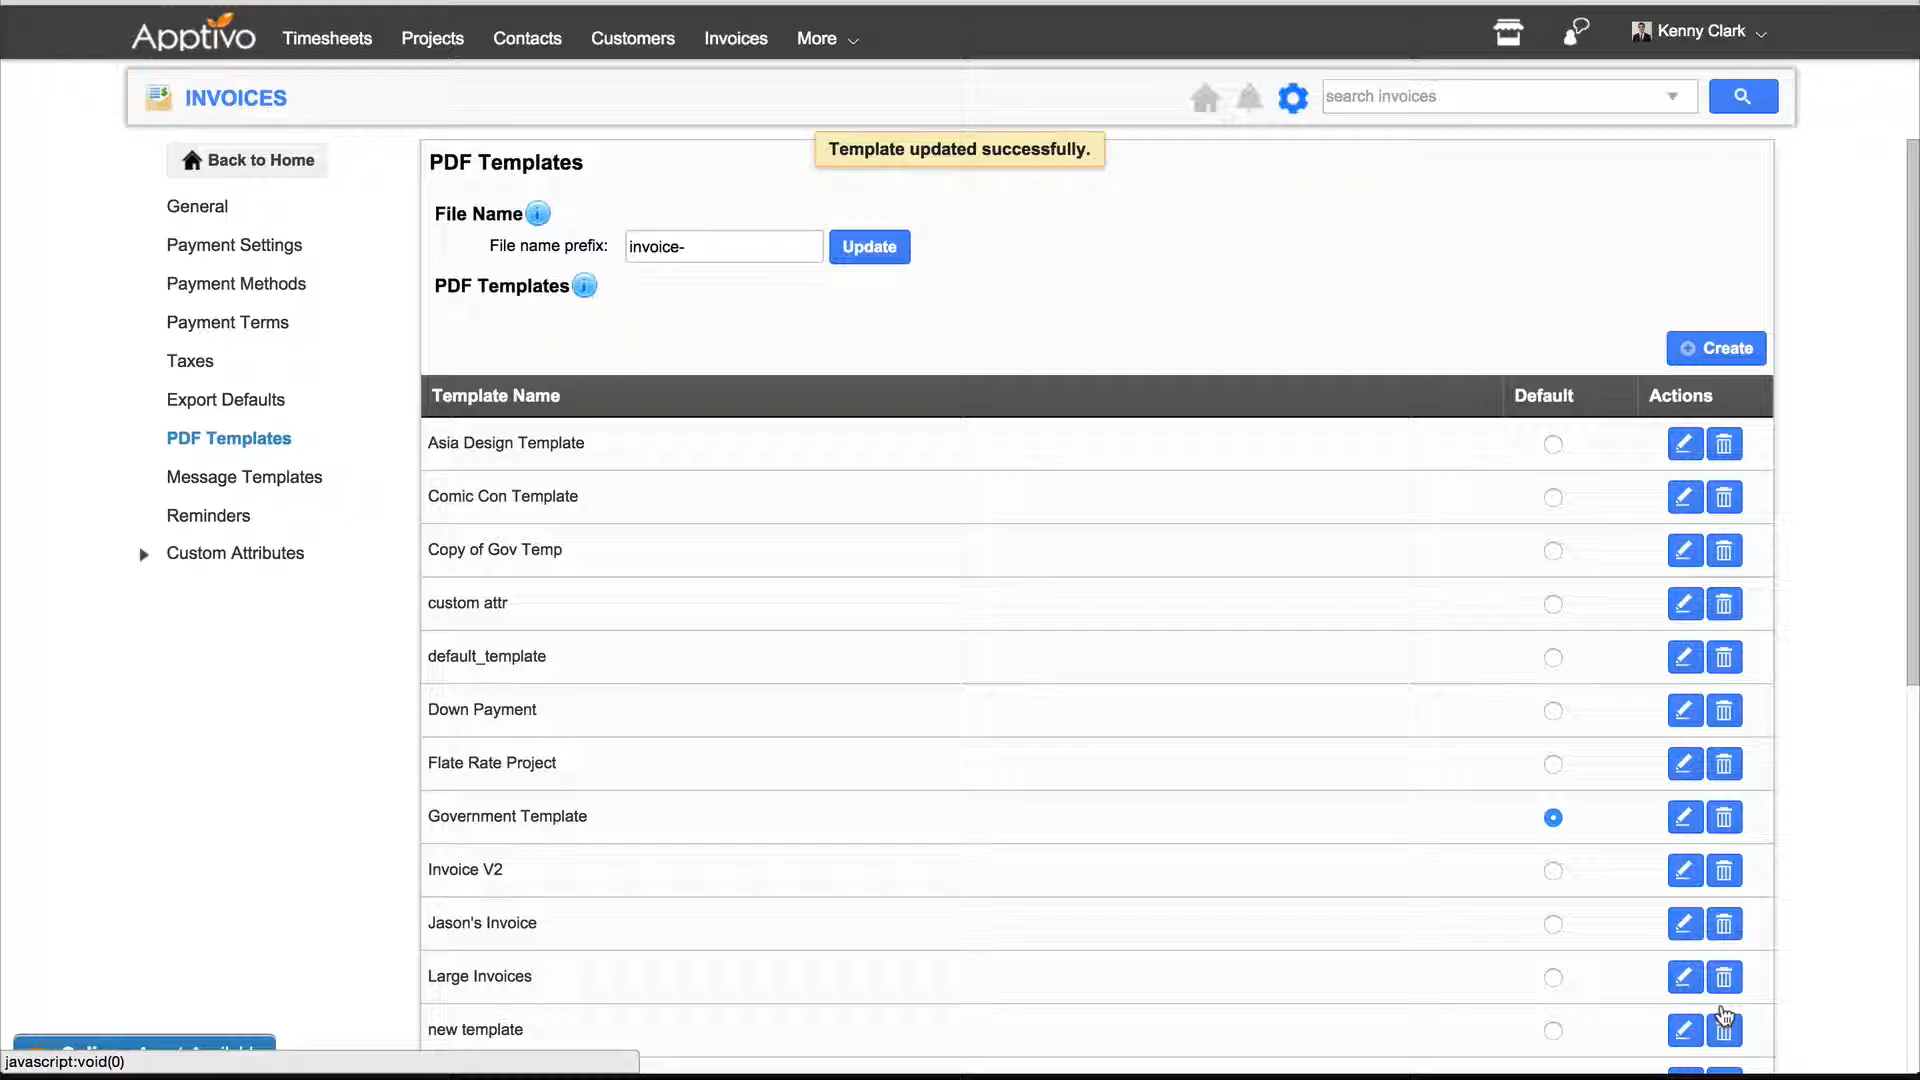 Apptivo Timesheets Projects Contacts Customers Invoices More Kenny Clark
INVOICES search invoices
Template updated successfully.
Back to Home
General
Payment Settings
Payment Methods
Payment Terms
Taxes
Export Defaults
PDF Templates
Message Templates
Reminders
Custom Attributes
PDF Templates
File Name
File name prefix: invoice- Update
PDF Templates
Create
Template Name Default Actions
Asia Design Template
Comic Con Template
Copy of Gov Temp
custom attr
default_template
Down Payment
Flate Rate Project
Government Template
Invoice V2
Jason's Invoice
Large Invoices
new template
javascript:void(0)